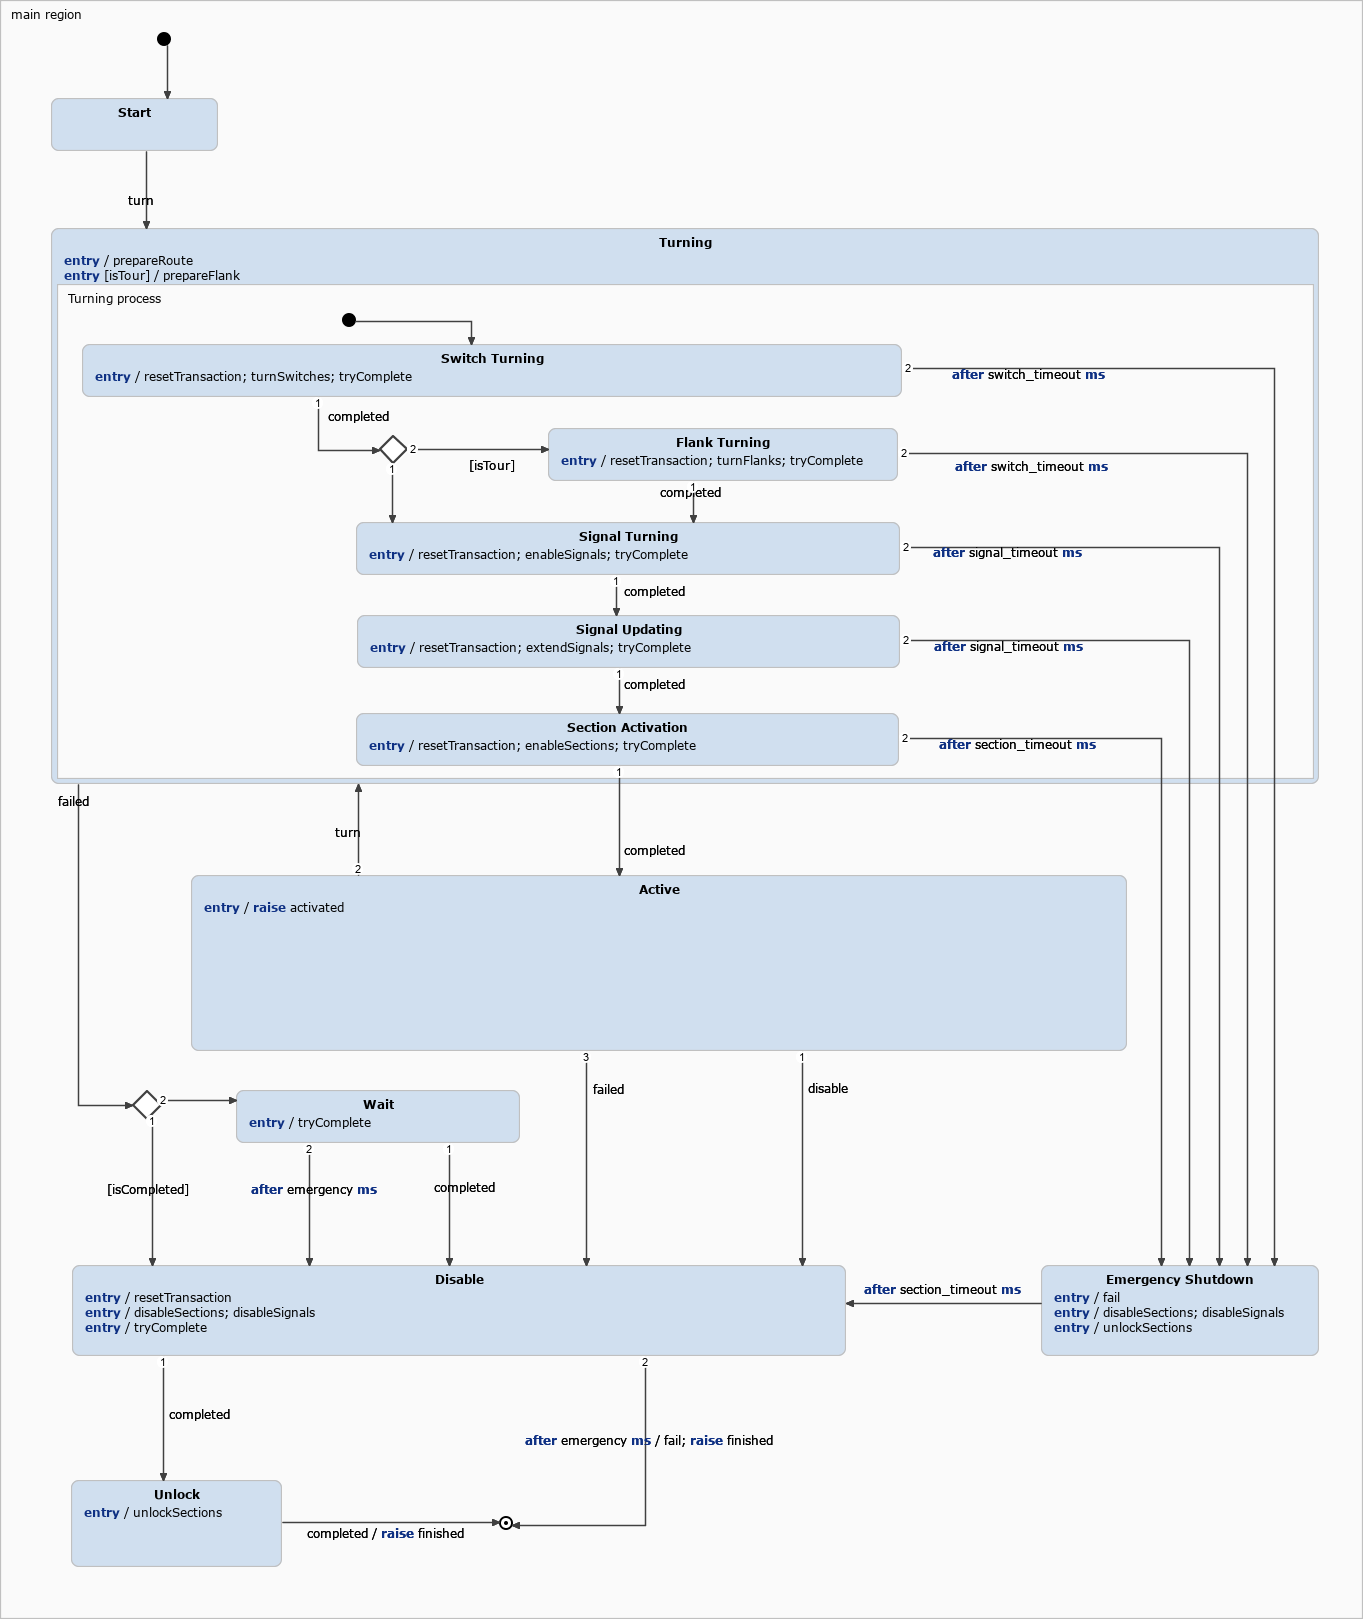 main region
Start
turn
Turning
entry / prepareRoute
entry [isTour] / prepareFlank
Turning process
Switch Turning
entry / resetTransaction; turnSwitches; tryComplete
2
after switch_timeout ms
1
completed
2
[isTour]
1
Flank Turning
entry / resetTransaction; turnFlanks; tryComplete
2
after switch_timeout ms
1
completed
Signal Turning
entry / resetTransaction; enableSignals; tryComplete
2
after signal_timeout ms
1
completed
Signal Updating
entry / resetTransaction; extendSignals; tryComplete
2
after signal_timeout ms
1
completed
Section Activation
entry / resetTransaction; enableSections; tryComplete
2
after section_timeout ms
1
failed
turn
completed
2
Active
entry / raise activated
3
1
failed
disable
2
1
Wait
entry / tryComplete
2
1
[isCompleted]
after emergency ms
completed
Disable
entry / resetTransaction
entry / disableSections; disableSignals
entry / tryComplete
after section_timeout ms
Emergency Shutdown
entry / fail
entry / disableSections; disableSignals
entry / unlockSections
1
2
completed
after emergency ms / fail; raise finished
Unlock
entry / unlockSections
completed / raise finished